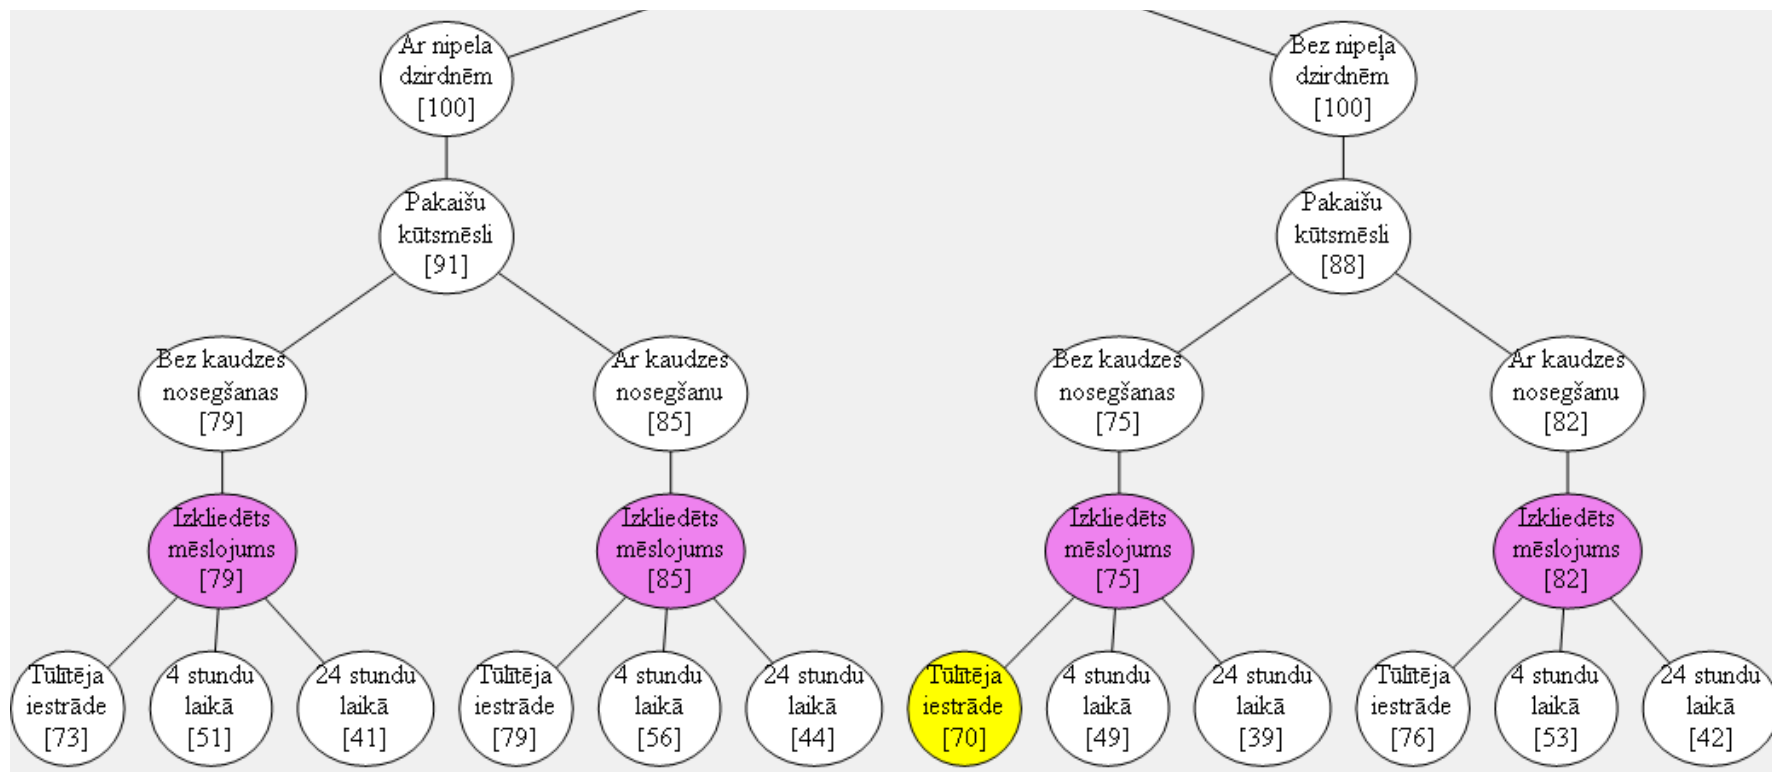 Ar nipela
dzirdnēm
[100]
Bez nipeļa
dzirdnēm
[100]
Pakaišu
kūtsmēsli
[91]
Pakaišu
kūtsmēsli
[88]
Bez kaudzes
nosegšanas
[79]
Ar kaudzes
nosegšanu
[85]
Bez kaudzes
nosegšanas
[75]
Ar kaudzes
nosegšanu
[82]
Izkliedēts
mēslojums
[79]
Izkliedēts
mēslojums
[85]
Izkliedēts
mēslojums
[75]
Izkliedēts
mēslojums
[82]
Tūlītēja
iestrāde
[73]
4 stundu
laikā
[51]
24 stundu
laikā
[41]
Tūlītēja
iestrāde
[79]
4 stundu
laikā
[56]
24 stundu
laikā
[44]
Tūlītēja
iestrāde
[70]
4 stundu
laikā
[49]
24 stundu
laikā
[39]
Tūlītēja
iestrāde
[76]
4 stundu
laikā
[53]
24 stundu
laikā
[42]